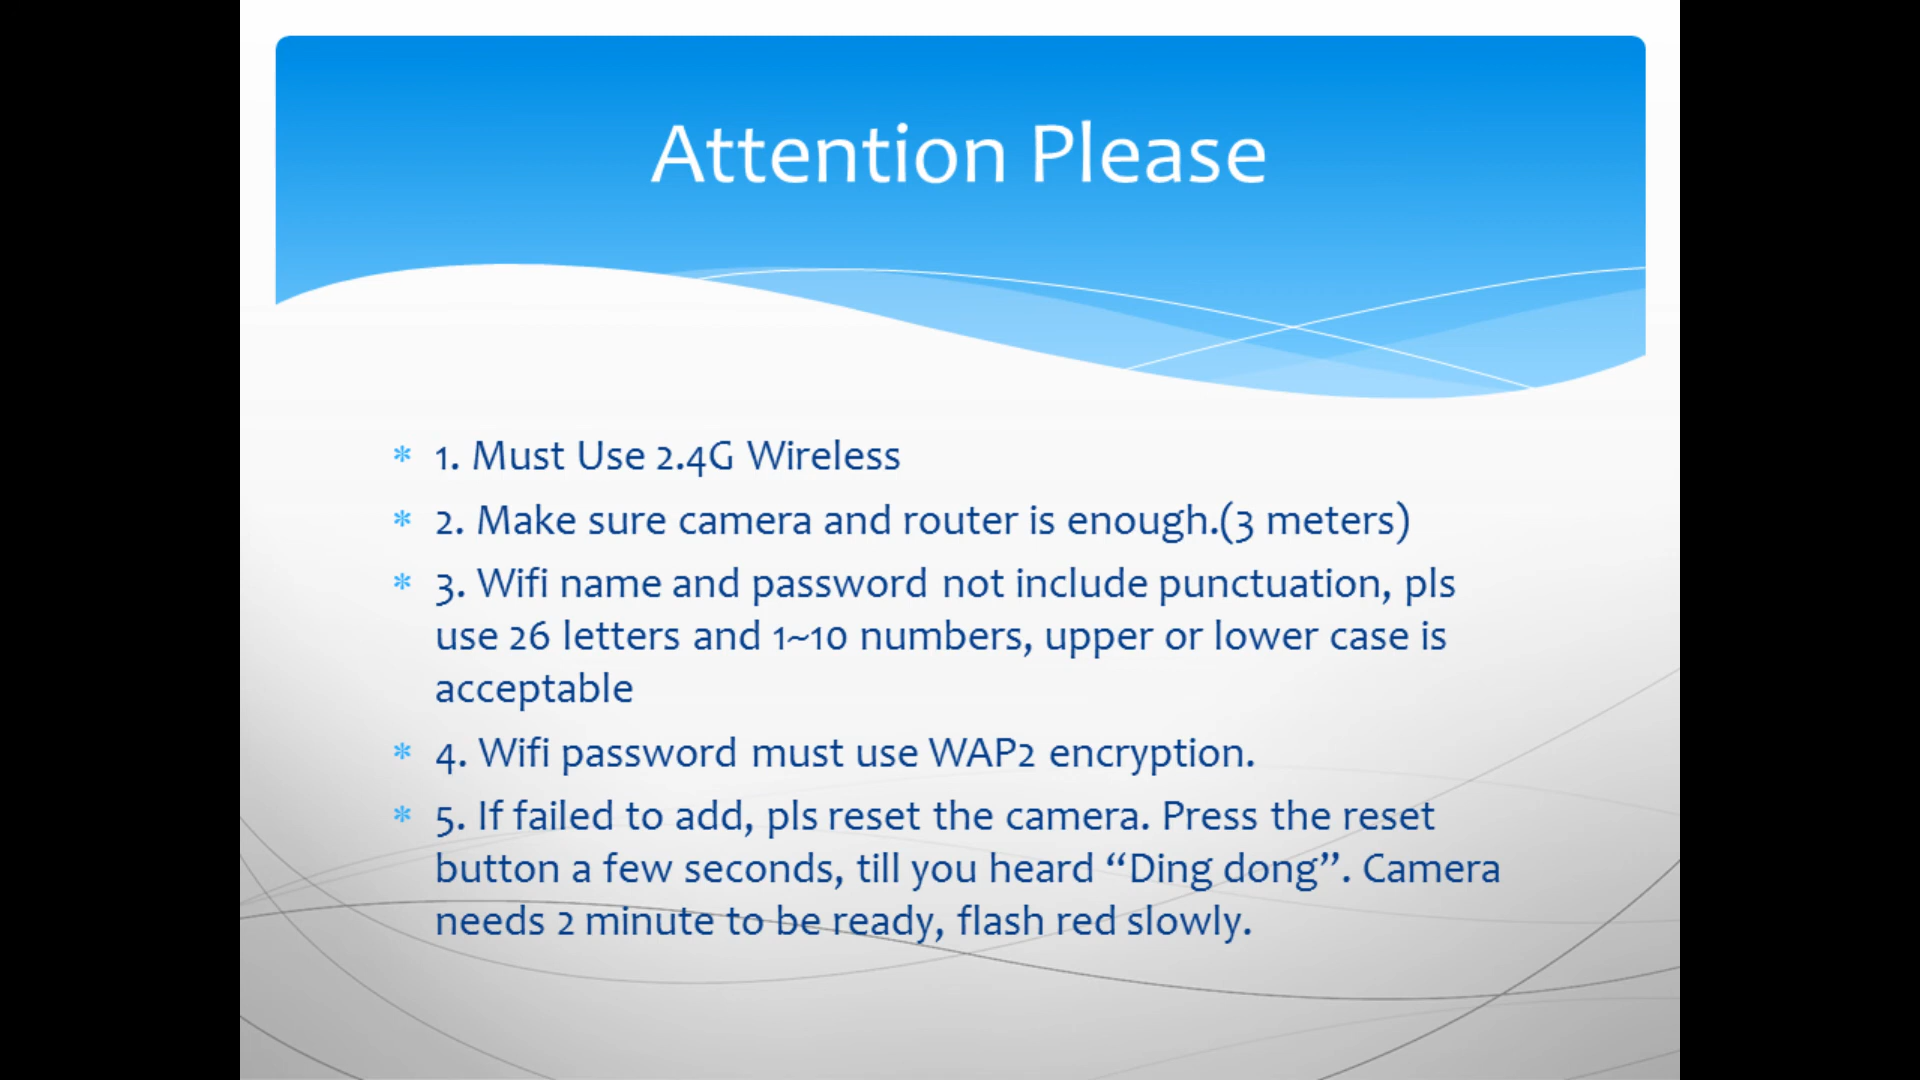 Attention Please
* 1. Must Use 2.4G Wireless
* 2. Make sure camera and router is enough.(3 meters)
* 3. Wifi name and password not include punctuation, pls
use 26 letters and 1~10 numbers, upper or lower case is
acceptable
* 4. Wifi password must use WAP2 encryption.
* 5. If failed to add, pls reset the camera. Press the reset
button a few seconds, till you heard “Ding dong”. Camera
needs 2 minute to be ready, flash red slowly.